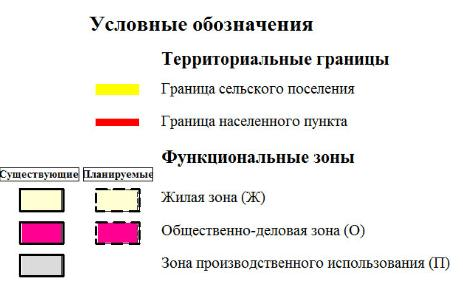 Условные обозначения
Территориальные границы
Граница сельского поселения
Граница населенного пункта
Функциональные зоны
Существующие Планируемые
Жилая зона (Ж)
Общественно-деловая зона (О)
Зона производственного использования (П)